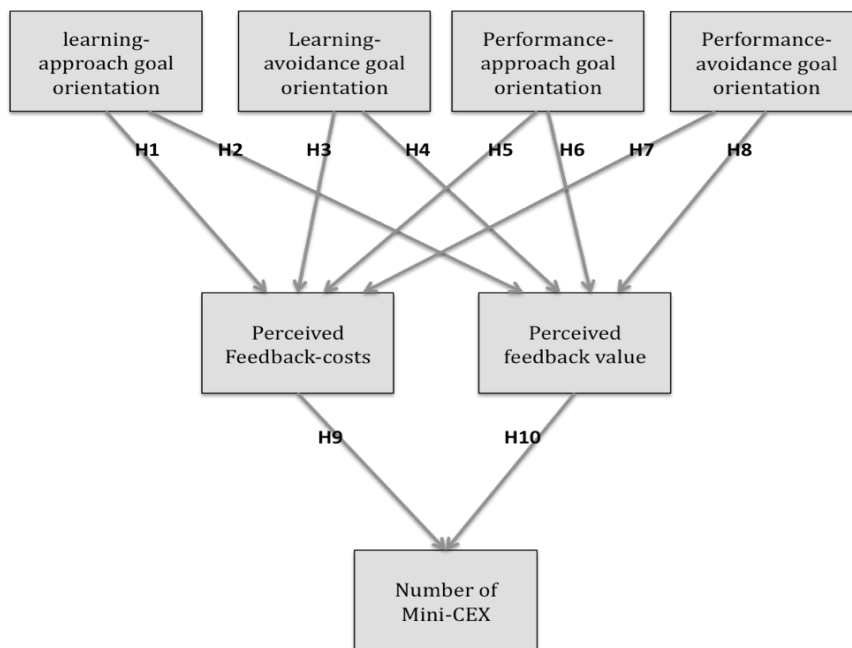 learning-
approach goal
orientation
Learning-
avoidance goal
orientation
Performance-
approach goal
orientation
Performance-
avoidance goal
orientation
H1
H2
H3
H4
H5
H6
H7
H8
Perceived
Feedback-costs
Perceived
feedback value
H9
H10
Number of
Mini-CEX